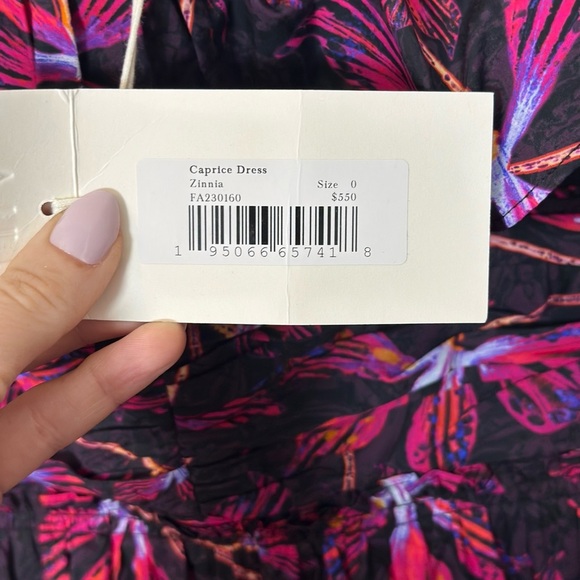 Caprice Dress
Zinnia Size 0
FA230160 $550
1 95066 65741 8